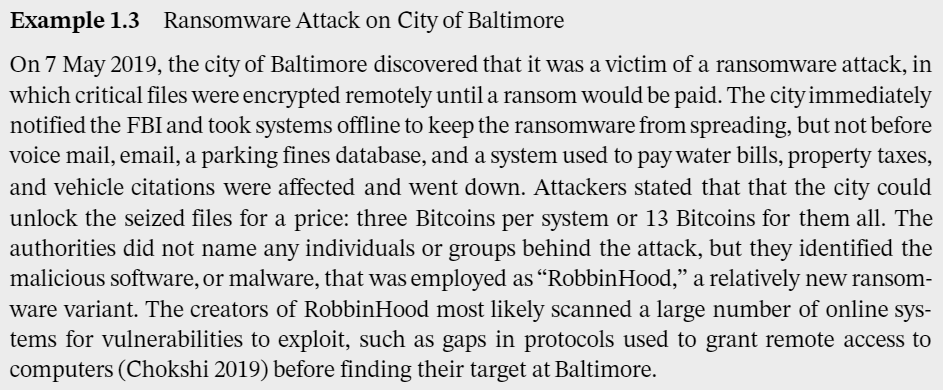 Example 1.3 Ransomware Attack on City of Baltimore
On 7 May 2019, the city of Baltimore discovered that it was a victim of a ransomware attack, in
which critical files were encrypted remotely until a ransom would be paid. The city immediately
notified the FBI and took systems offline to keep the ransomware from spreading, but not before
voice mail, email, a parking fines database, and a system used to pay water bills, property taxes,
and vehicle citations were affected and went down. Attackers stated that that the city could
unlock the seized files for a price: three Bitcoins per system or 13 Bitcoins for them all. The
authorities did not name any individuals or groups behind the attack, but they identified the
malicious software, or malware, that was employed as “RobbinHood,” a relatively new ransom-
ware variant. The creators of RobbinHood most likely scanned a large number of online sys-
tems for vulnerabilities to exploit, such as gaps in protocols used to grant remote access to
computers (Chokshi 2019) before finding their target at Baltimore.